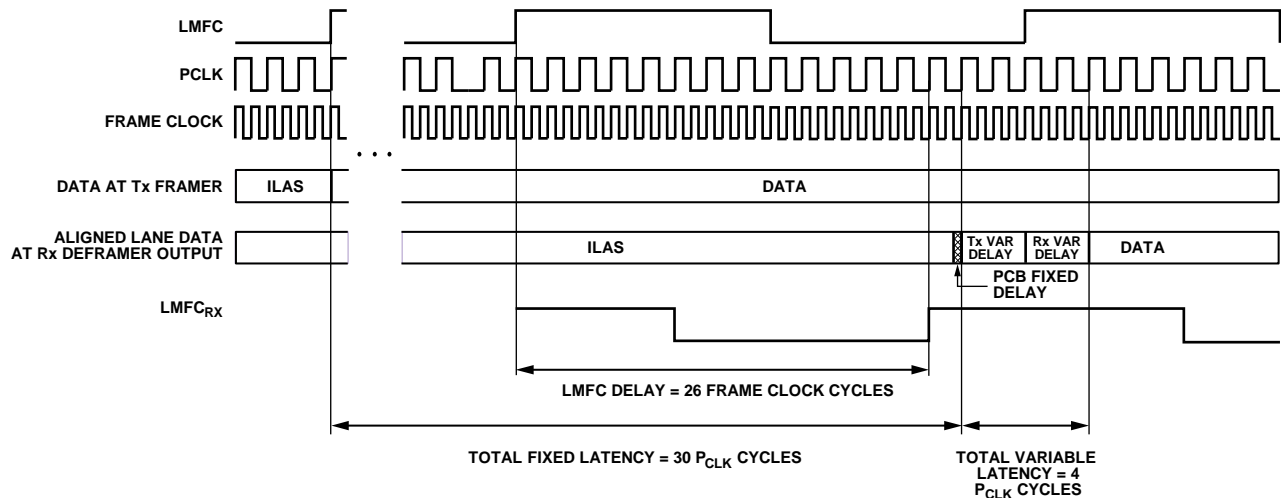 LMFC
PCLK
FRAME CLOCK
. . .
DATA AT Tx FRAMER
ILAS
DATA
ALIGNED LANE DATA
AT Rx DEFRAMER OUTPUT
ILAS
Tx VAR
DELAY
Rx VAR
DELAY
DATA
PCB FIXED
DELAY
LMFCRX
LMFC DELAY = 26 FRAME CLOCK CYCLES
TOTAL FIXED LATENCY = 30 PCLK CYCLES
TOTAL VARIABLE
LATENCY = 4
PCLK CYCLES